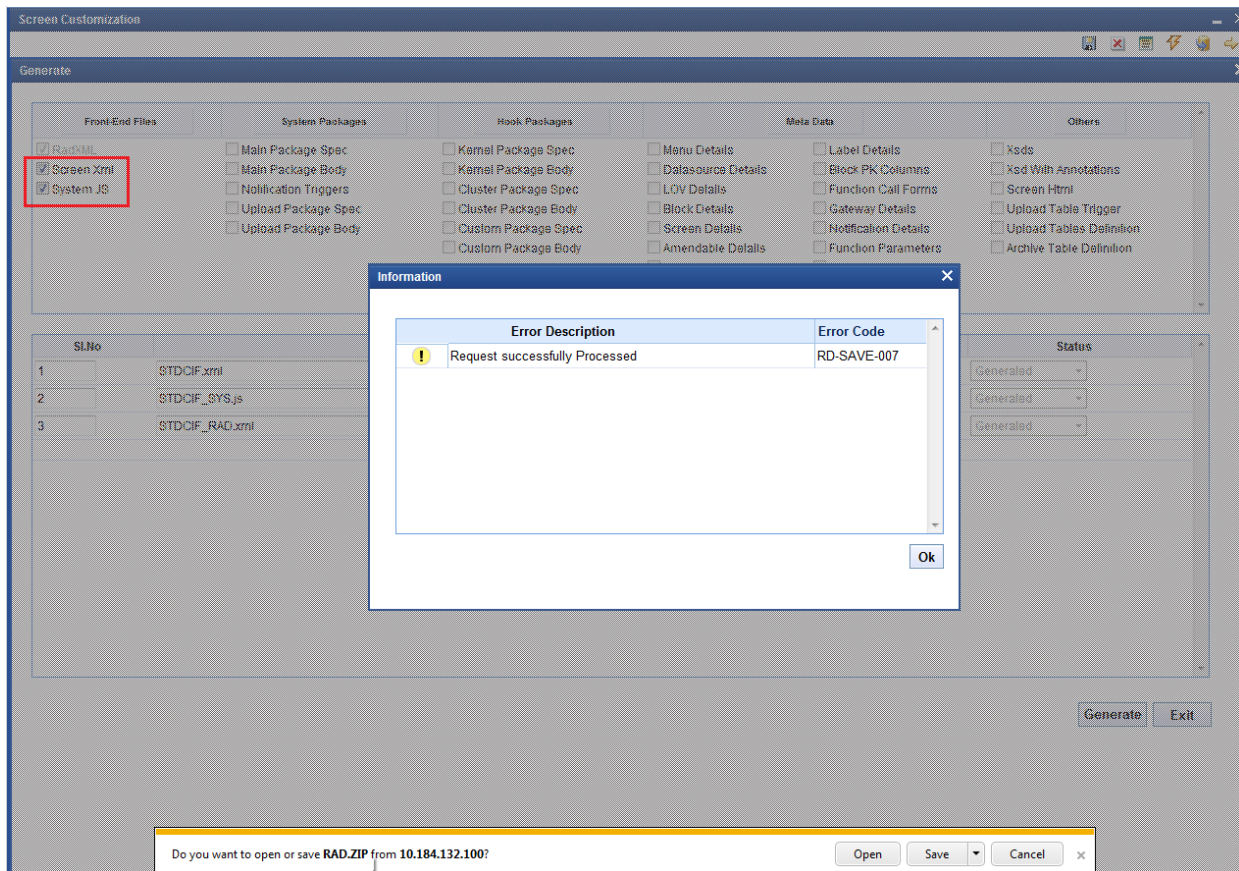 Screen Customization
Generate
Front-End Files System Packages Hook Packages Meta Data Others
RadXML Main Package Spec Kernel Package Spec Menu Details Label Details Xsds
Screen Xml Main Package Body Kernel Package Body Datasource Details Block PK Columns Xsd With Annotations
System JS Notification Triggers Cluster Package Spec LOV Details Function Call Forms Screen Html
Upload Package Spec Cluster Package Body Block Details Gateway Details Upload Table Trigger
Upload Package Body Custom Package Spec Screen Details Notification Details Upload Tables Definition
Custom Package Body Amendable Details Function Parameters Archive Table Definition
Information
Error Description Error Code
! Request successfully Processed RD-SAVE-007
Ok
Sl.No Status
1 STDCIF.xml Generated
2 STDCIF_SYS.js Generated
3 STDCIF_RAD.xml Generated
Generate Exit
Do you want to open or save RAD.ZIP from 10.184.132.100? Open Save Cancel